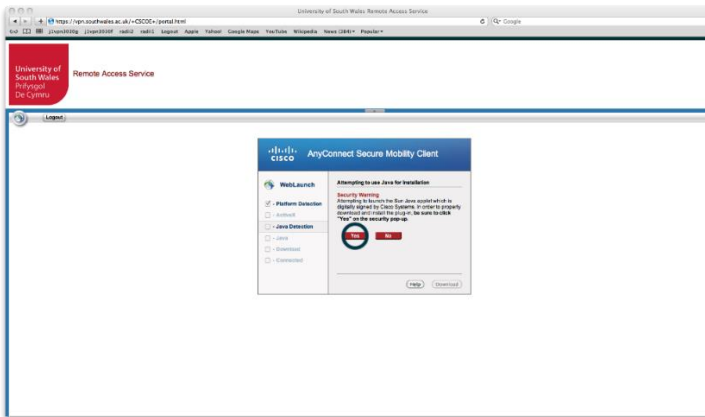 University of South Wales Remote Access Service
https://vpn.southwales.ac.uk/+CSCOE+/portal.html
Google
Logout Apple Yahoo! Google Maps YouTube Wikipedia News (284) Popular
University of
South Wales
Prifysgol
De Cymru
Remote Access Service
Logout
CISCO
AnyConnect Secure Mobility Client
WebLaunch
- Platform Detection
- ActiveX
- Java Detection
- Java
- Download
- Connected
Attempting to use Java for Installation
Security Warning
Attempting to launch the Sun Java applet which is
digitally signed by Cisco Systems. In order to properly
download and install the plug-in, be sure to click
"Yes" on the security pop-up.
Yes
No
Help
Download